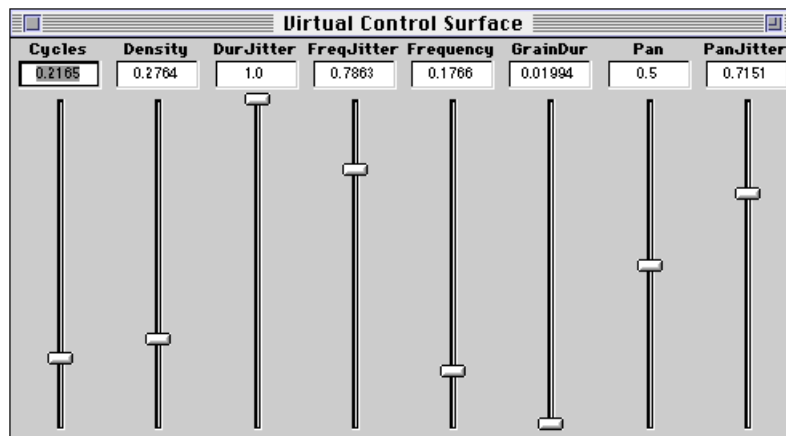 Virtual Control Surface
Cycles Density DurJitter FreqJitter Frequency GrainDur Pan PanJitter
0.2165 0.2764 1.0 0.7863 0.1766 0.01994 0.5 0.7151